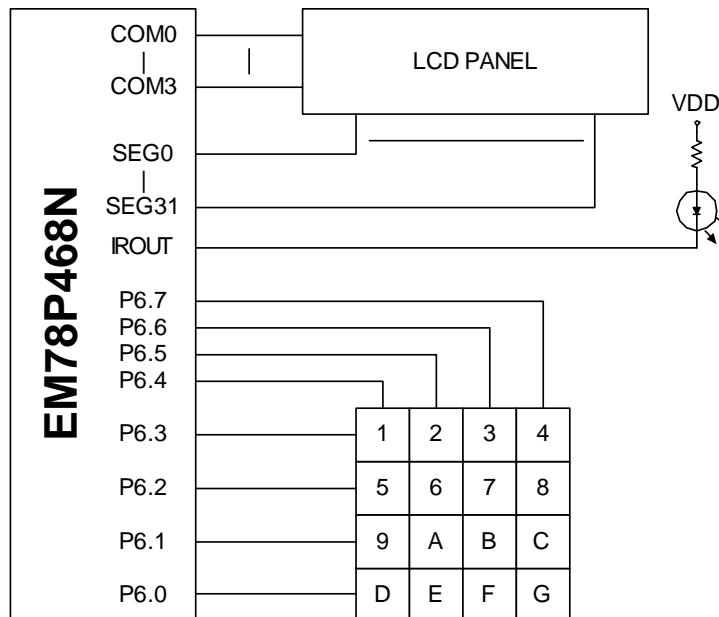 COM0
COM3
LCD PANEL
VDD
SEG0
SEG31
IROUT
EM78P468N
P6.7
P6.6
P6.5
P6.4
P6.3
1 2 3 4
P6.2
5 6 7 8
P6.1
9 A B C
P6.0
D E F G